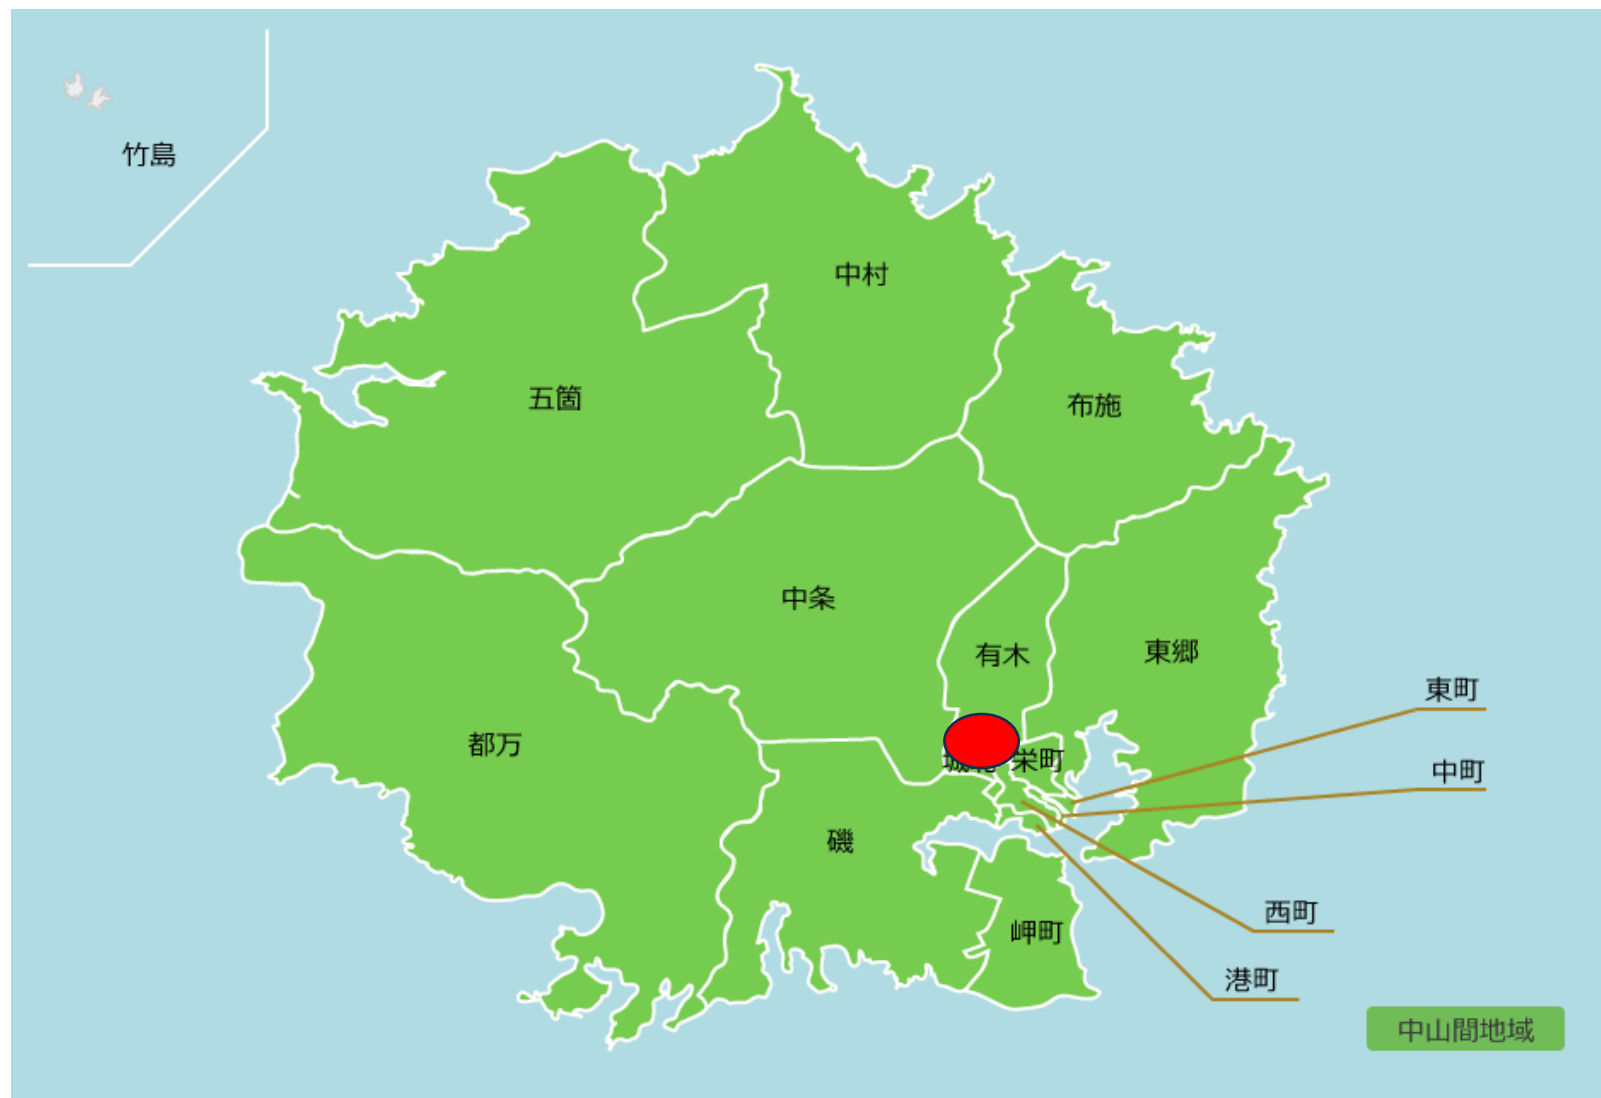 竹島
中村
五箇
布施
中条
有木
東郷
東町
都万
栄町
中町
磯
西町
岬町
港町
中山間地域